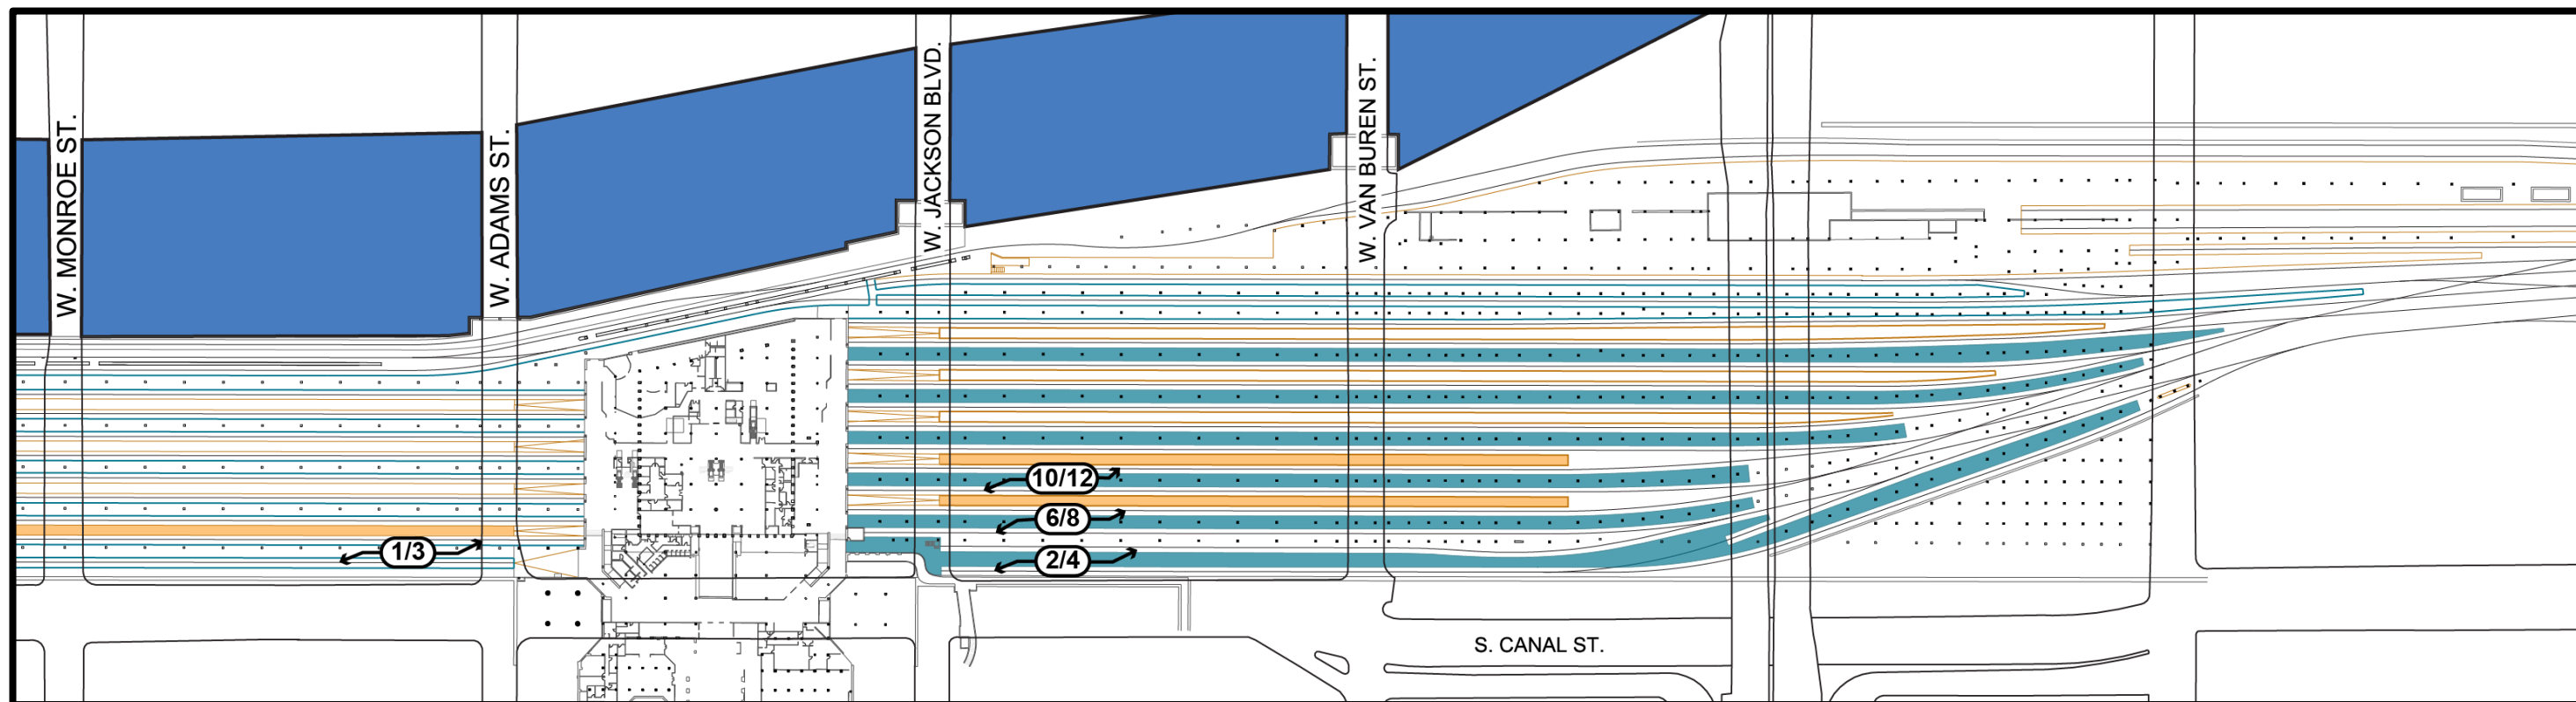 W. MONROE ST.
W. ADAMS ST.
W. JACKSON BLVD.
W. VAN BUREN ST.
10/12
6/8
1/3
2/4
S. CANAL ST.